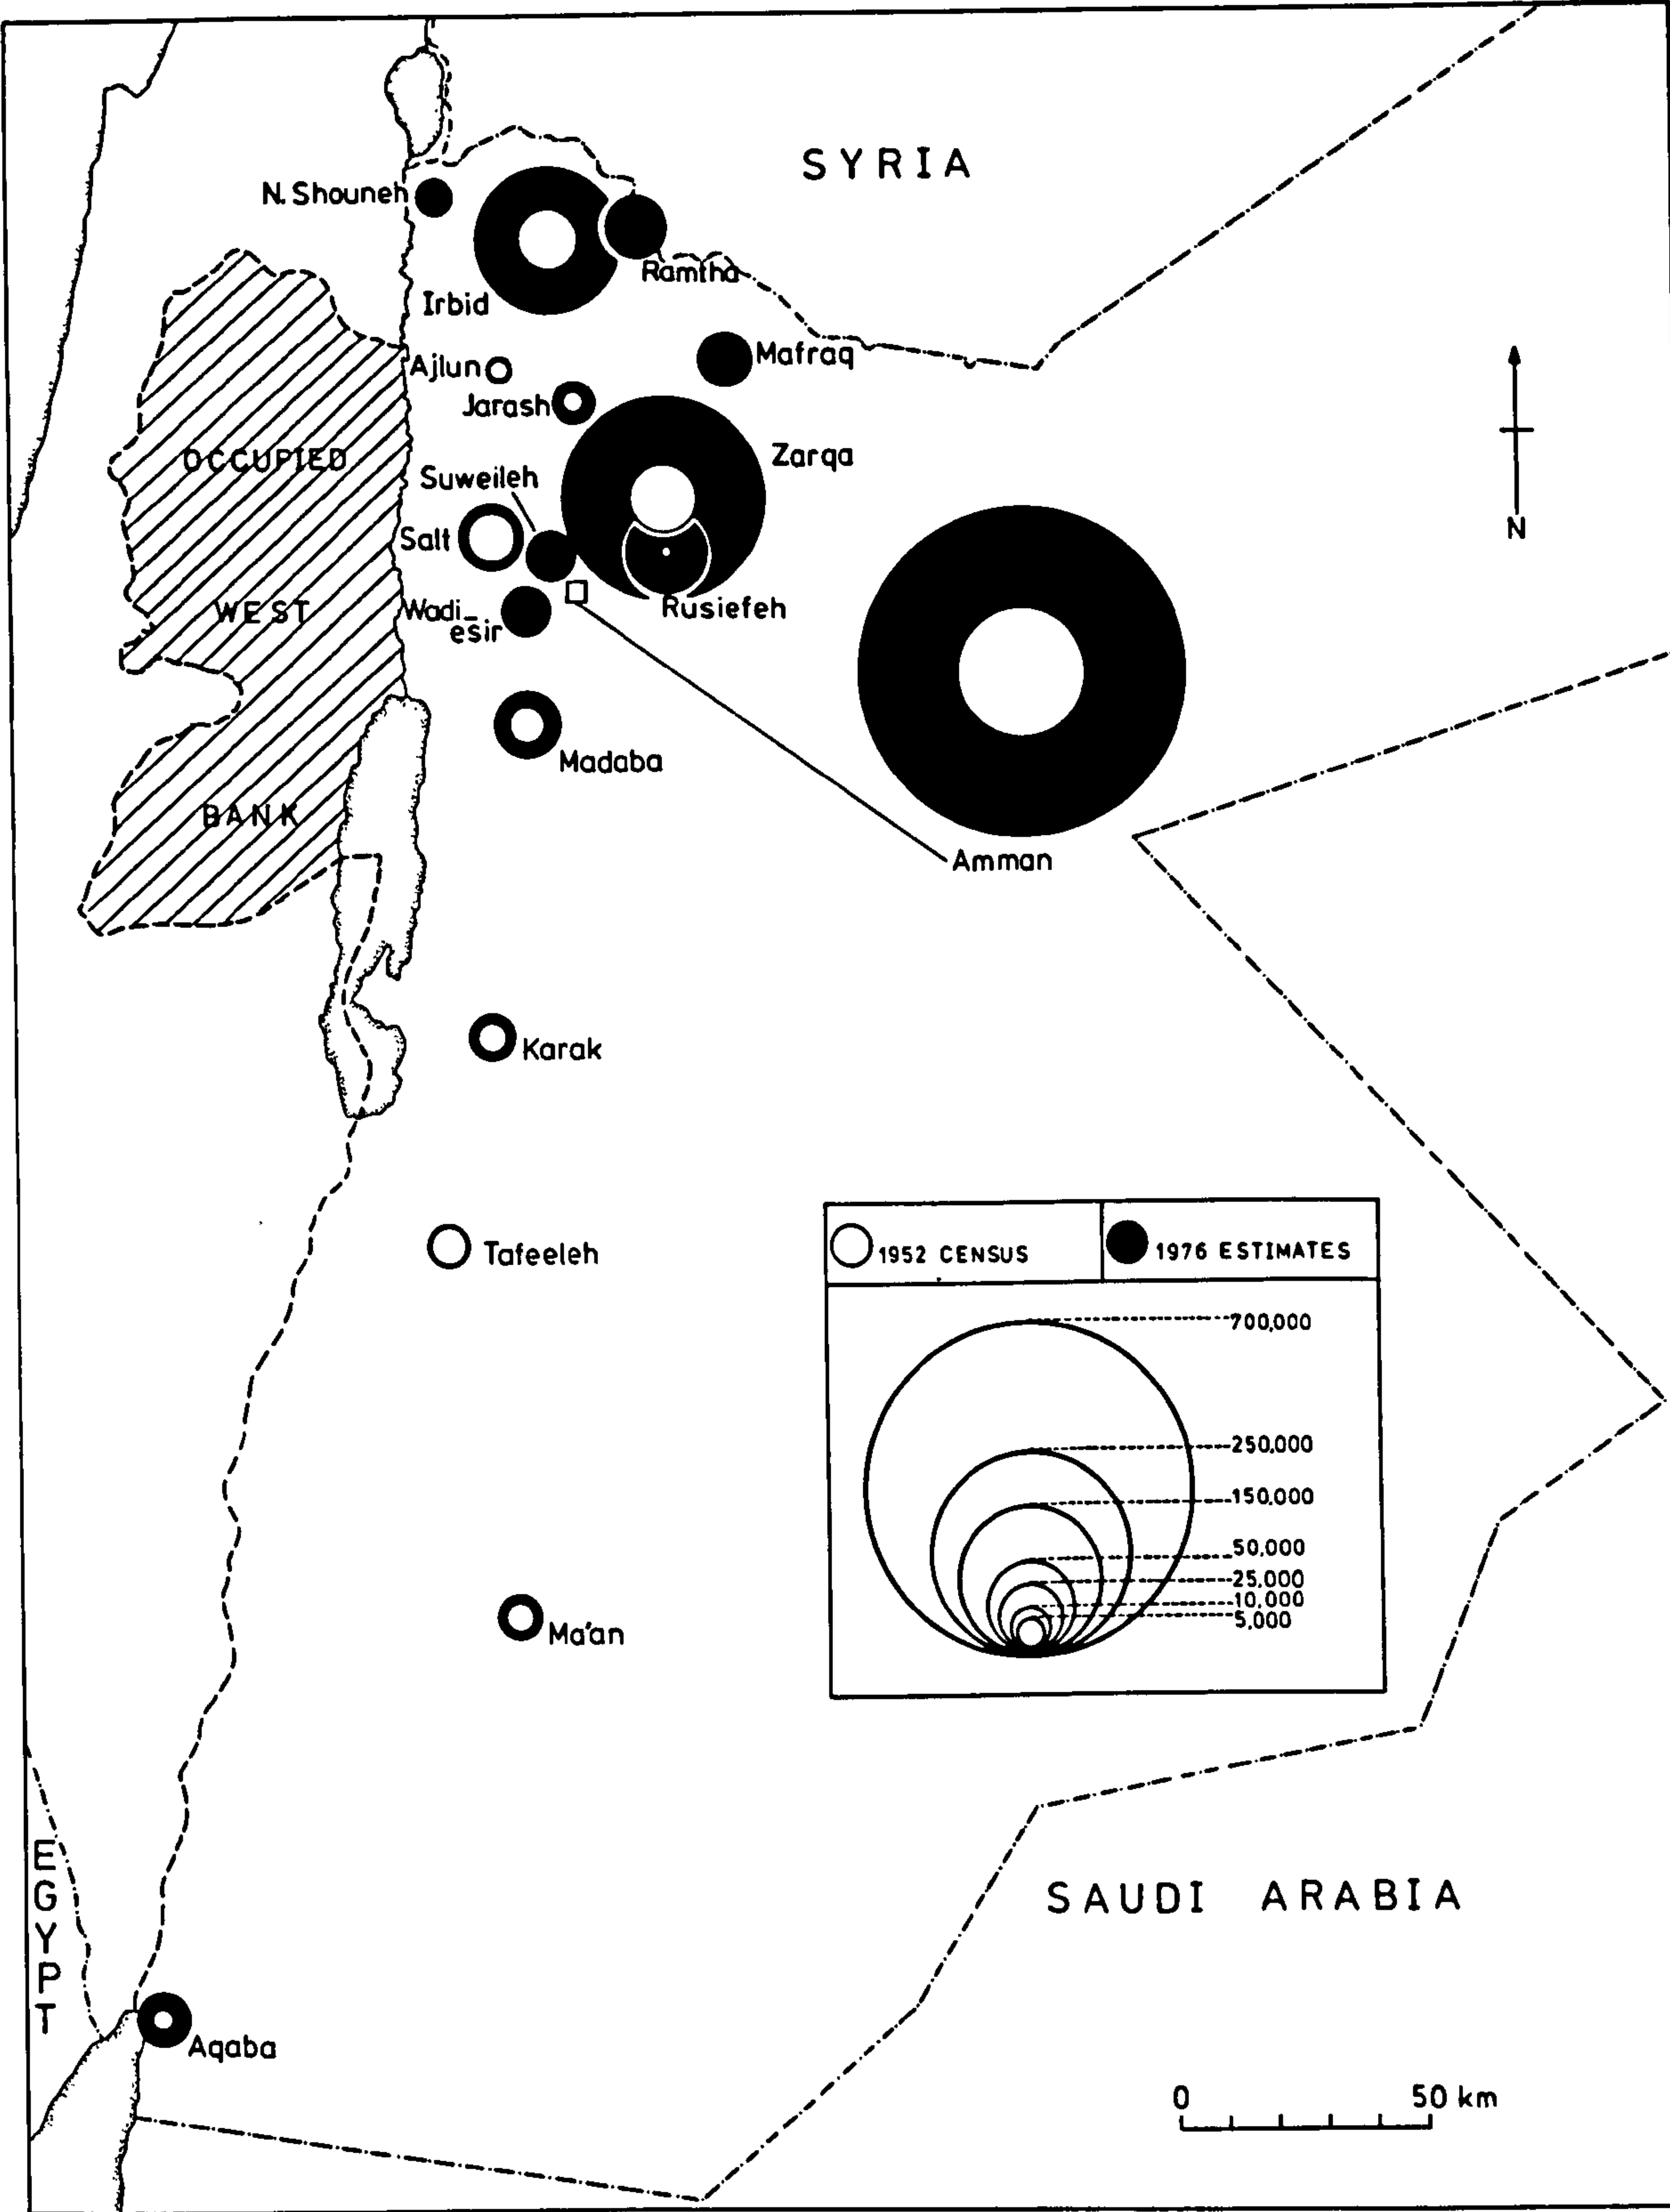 SYRIA
N. Shouneh
Ramtha
Irbid
Mafraq
Ajlun
Jarash
Zarqa
OCCUPIED
Suweileh
Salt
WEST
Wadi-
esir
Rusiefeh
N
Madaba
BANK
Amman
Karak
Tafeeleh
1952 CENSUS
1976 ESTIMATES
700,000
250,000
150,000
50,000
25,000
10,000
5,000
Ma'an
EGYPT
SAUDI ARABIA
Aqaba
0 50 km